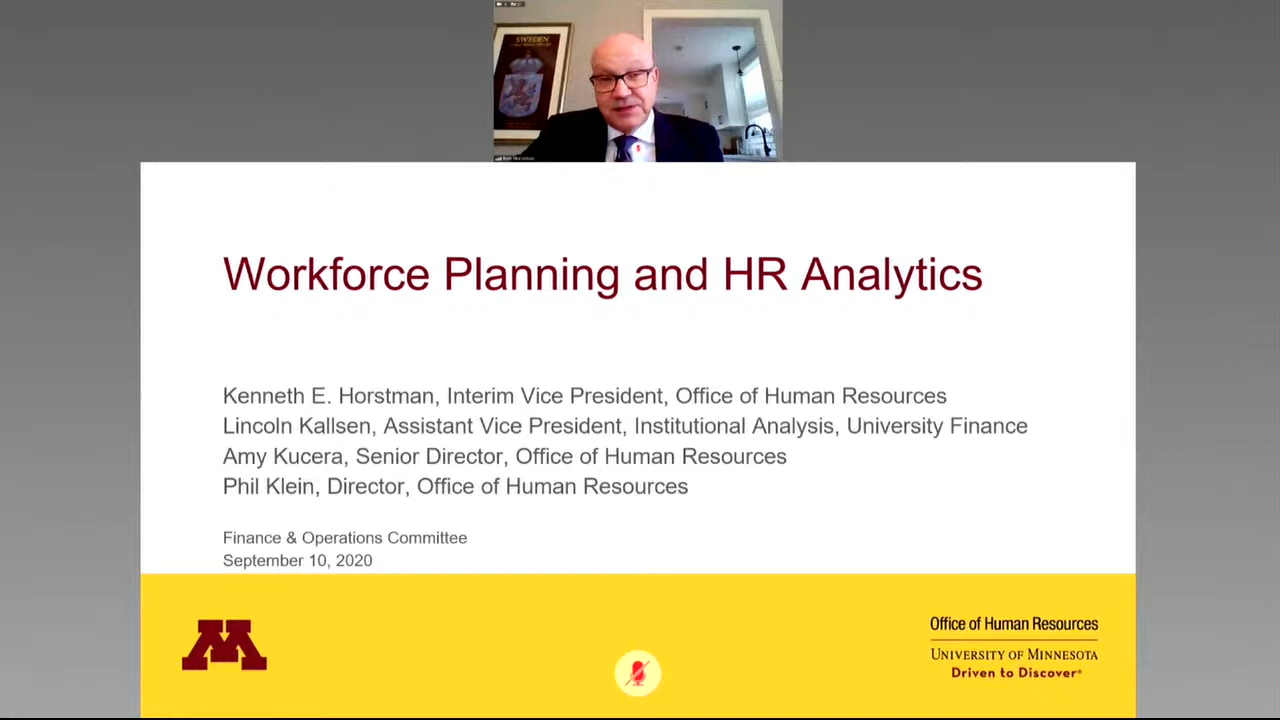 SWEDEN
Workforce Planning and HR Analytics
Kenneth E. Horstman, Interim Vice President, Office of Human Resources
Lincoln Kallsen, Assistant Vice President, Institutional Analysis, University Finance
Amy Kucera, Senior Director, Office of Human Resources
Phil Klein, Director, Office of Human Resources
Finance & Operations Committee
September 10, 2020
M
Office of Human Resources
UNIVERSITY OF MINNESOTA
Driven to Discover®